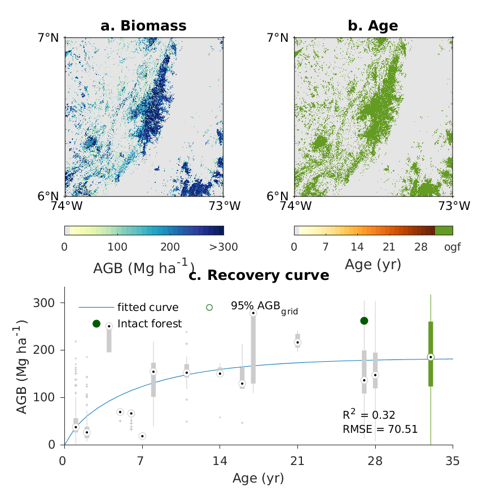 a. Biomass
b. Age
7°N
7°N
6°N
6°N
74°W 73°W
74°W 73°W
0 100 200 >300
0 7 14 21 28 ogf
AGB (Mg ha-1)
Age (yr)
c. Recovery curve
fitted curve
95% AGBgrid
Intact forest
AGB (Mg ha-1)
300
200
100
0
R2 = 0.32
RMSE = 70.51
0 7 14 21 28 35
Age (yr)